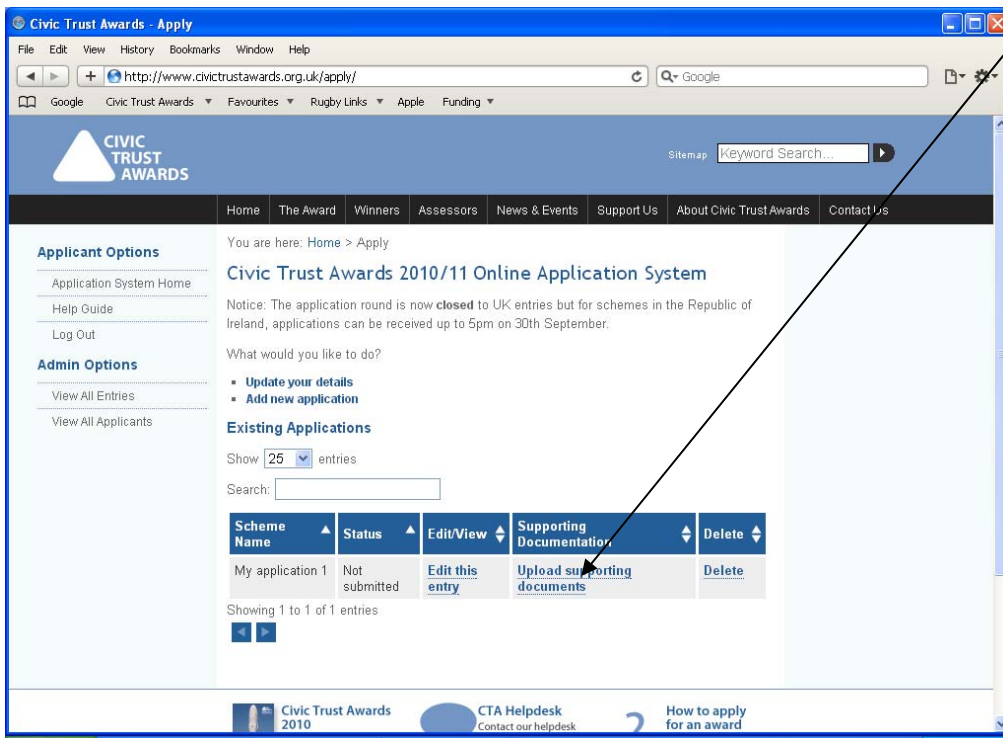 Civic Trust Awards - Apply
File Edit View History Bookmarks Window Help
http://www.civictrustawards.org.uk/apply/
Google
Google Civic Trust Awards Favourites Rugby Links Apple Funding
CIVIC
TRUST
AWARDS
Sitemap Keyword Search...
Home The Award Winners Assessors News & Events Support Us About Civic Trust Awards Contact Us
Applicant Options
Application System Home
Help Guide
Log Out
Admin Options
View All Entries
View All Applicants
You are here: Home > Apply
Civic Trust Awards 2010/11 Online Application System
Notice: The application round is now closed to UK entries but for schemes in the Republic of
Ireland, applications can be received up to 5pm on 30th September.
What would you like to do?
Update your details
Add new application
Existing Applications
Show 25 entries
Search:
Scheme Name Status Edit/View Supporting Documentation Delete
My application 1 Not submitted Edit this entry Upload supporting documents Delete
Showing 1 to 1 of 1 entries
Civic Trust Awards
2010
CTA Helpdesk
Contact our helpdesk
?
How to apply
for an award